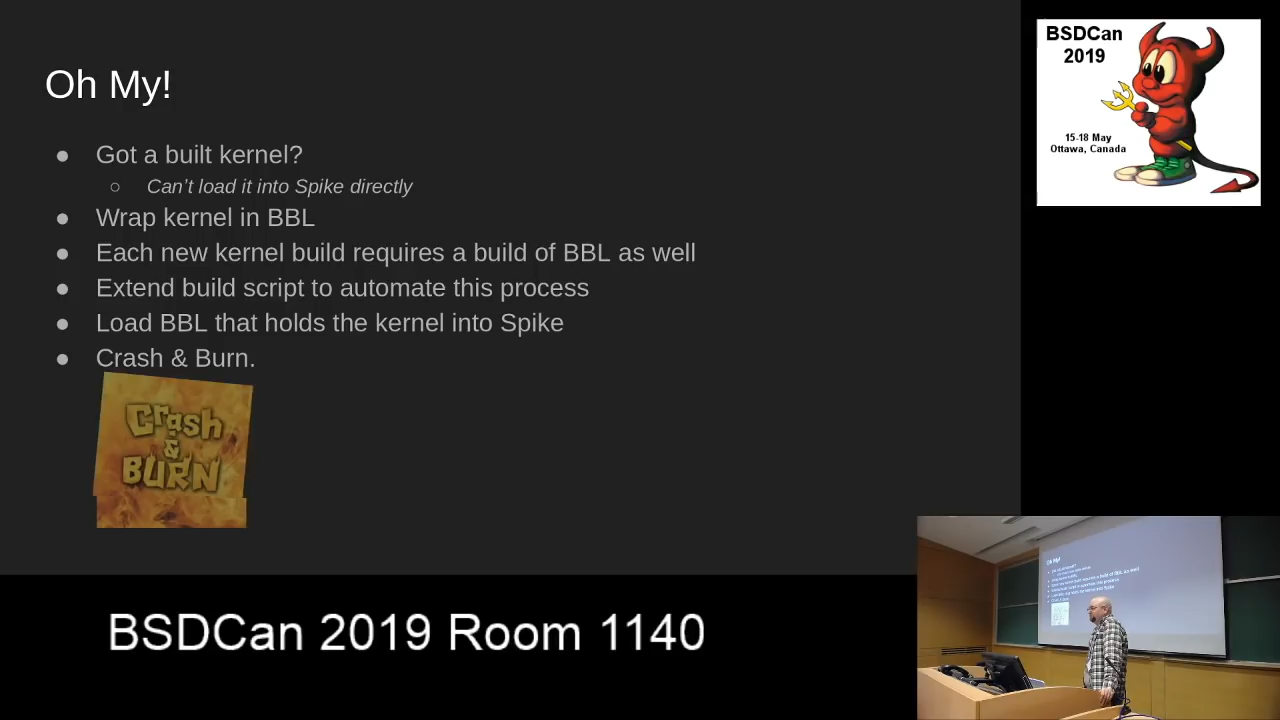 Oh My!
● Got a built kernel?
○ Can't load it into Spike directly
● Wrap kernel in BBL
● Each new kernel build requires a build of BBL as well
● Extend build script to automate this process
● Load BBL that holds the kernel into Spike
● Crash & Burn.
Crash
&
BURN
BSDCan
2019
15-18 May
Ottawa, Canada
BSDCan 2019 Room 1140
Oh My!